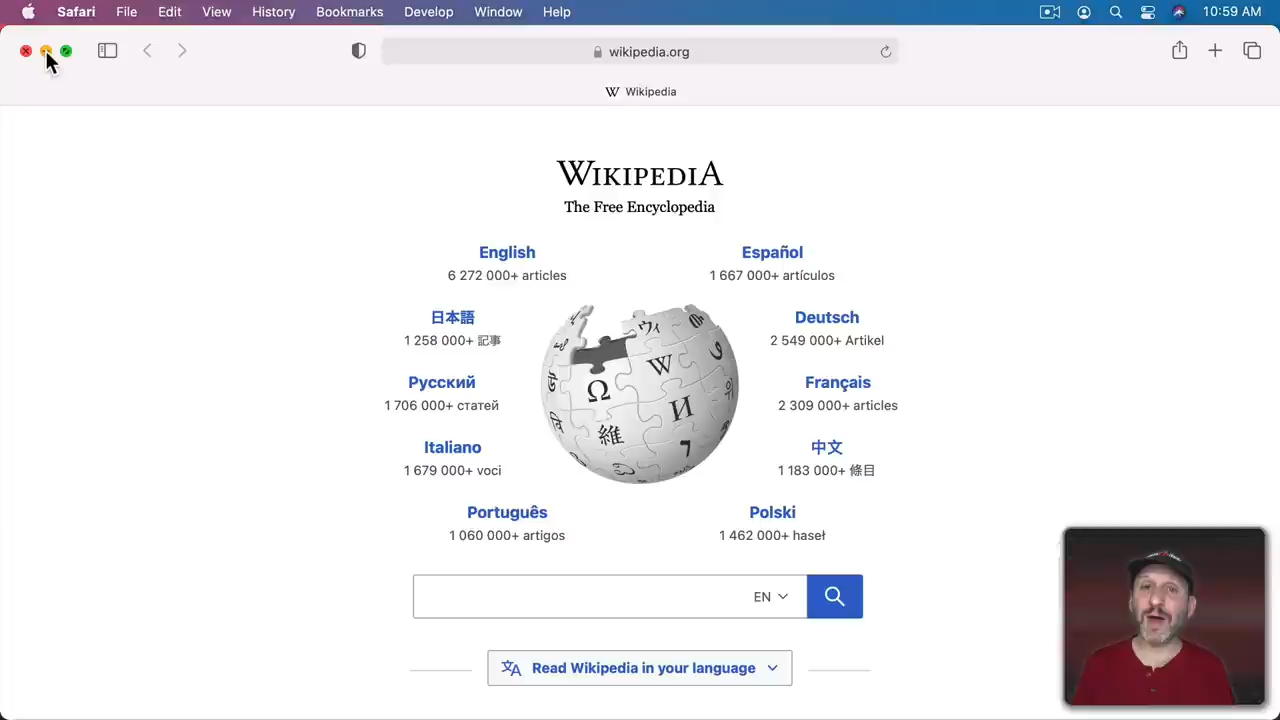 Safari File Edit View History Bookmarks Develop Window Help 10:59 AM
wikipedia.org
W Wikipedia
WIKIPEDIA
The Free Encyclopedia
English
6 272 000+ articles
Español
1 667 000+ artículos
日本語
1 258 000+ 記事
Deutsch
2 549 000+ Artikel
Русский
1 706 000+ статей
Français
2 309 000+ articles
Italiano
1 679 000+ voci
中文
1 183 000+ 條目
Português
1 060 000+ artigos
Polski
1 462 000+ haseł
Ω W И 維 ウィ
EN
Read Wikipedia in your language